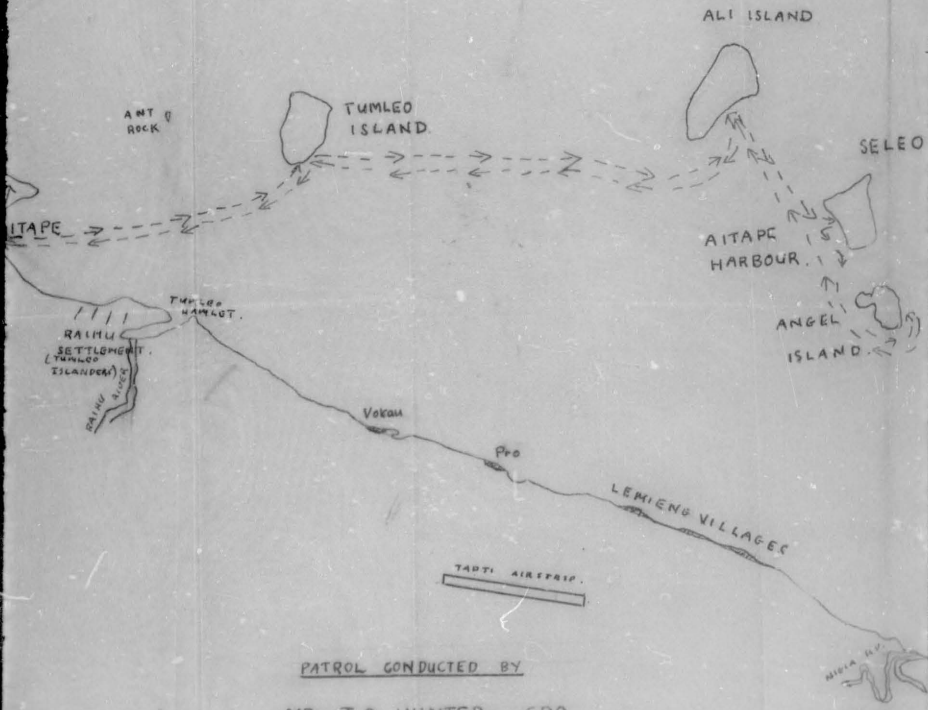 ALI ISLAND
ANT
ROCK
TUMLEO
ISLAND.
SELEO
ITAPE
AITAPE
HARBOUR.
TUMLEO
HAMLET.
RAIHU
SETTLEMENT.
(TUMLEO
ISLANDERS)
RAIHU RIVER
ANGEL
ISLAND.
Vokau
Pro
LEMIENG VILLAGES
TADTI AIRSTRIP.
PATROL CONDUCTED BY